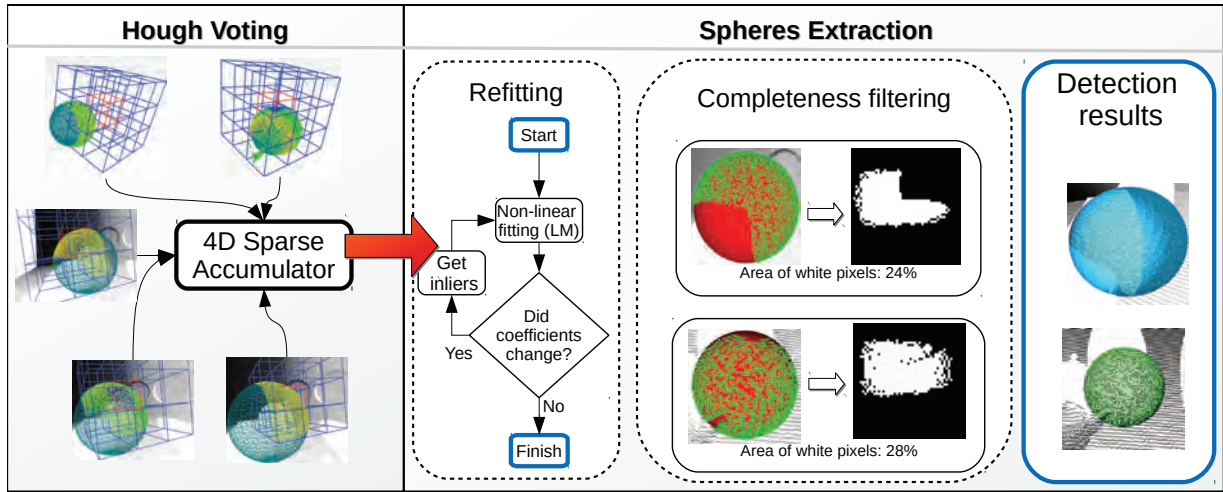 Hough Voting
Spheres Extraction
4D Sparse
Accumulator
Refitting
Start
Non-linear
fitting (LM)
Get
inliers
Did
coefficients
change?
Yes
No
Finish
Completeness filtering
Area of white pixels: 24%
Area of white pixels: 28%
Detection
results